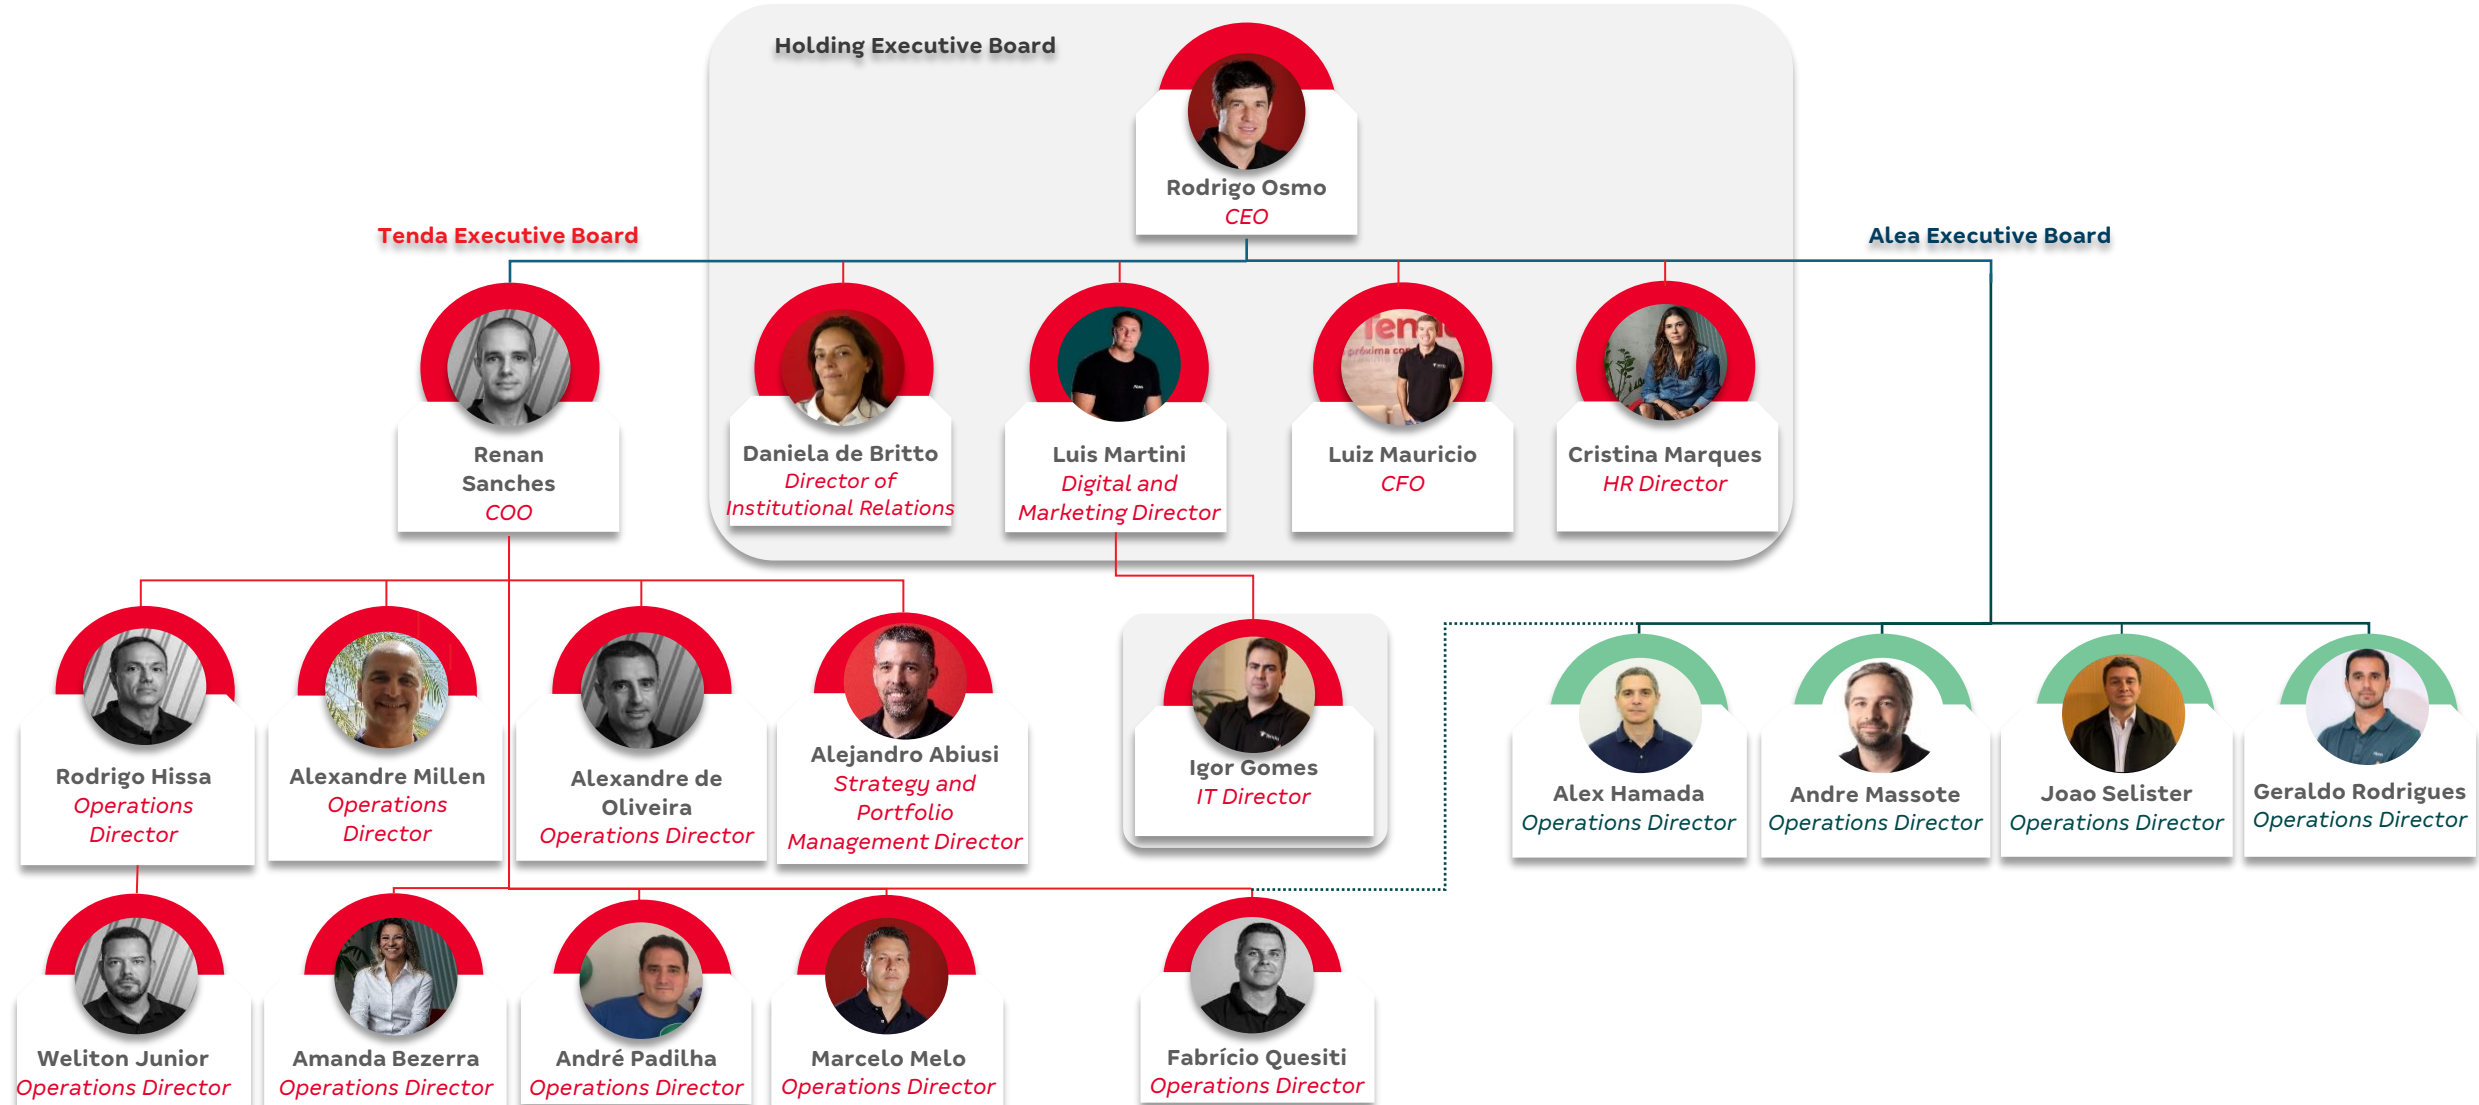 Holding Executive Board
Rodrigo Osmo
CEO
Tenda Executive Board
Alea Executive Board
Renan
Sanches
COO
Daniela de Britto
Director of
Institutional Relations
Luis Martini
Digital and
Marketing Director
Luiz Mauricio
CFO
Cristina Marques
HR Director
Rodrigo Hissa
Operations
Director
Alexandre Millen
Operations
Director
Alexandre de
Oliveira
Operations Director
Alejandro Abiusi
Strategy and
Portfolio
Management Director
Igor Gomes
IT Director
Alex Hamada
Operations Director
Andre Massote
Operations Director
Joao Selister
Operations Director
Geraldo Rodrigues
Operations Director
Weliton Junior
Operations Director
Amanda Bezerra
Operations Director
André Padilha
Operations Director
Marcelo Melo
Operations Director
Fabrício Quesiti
Operations Director